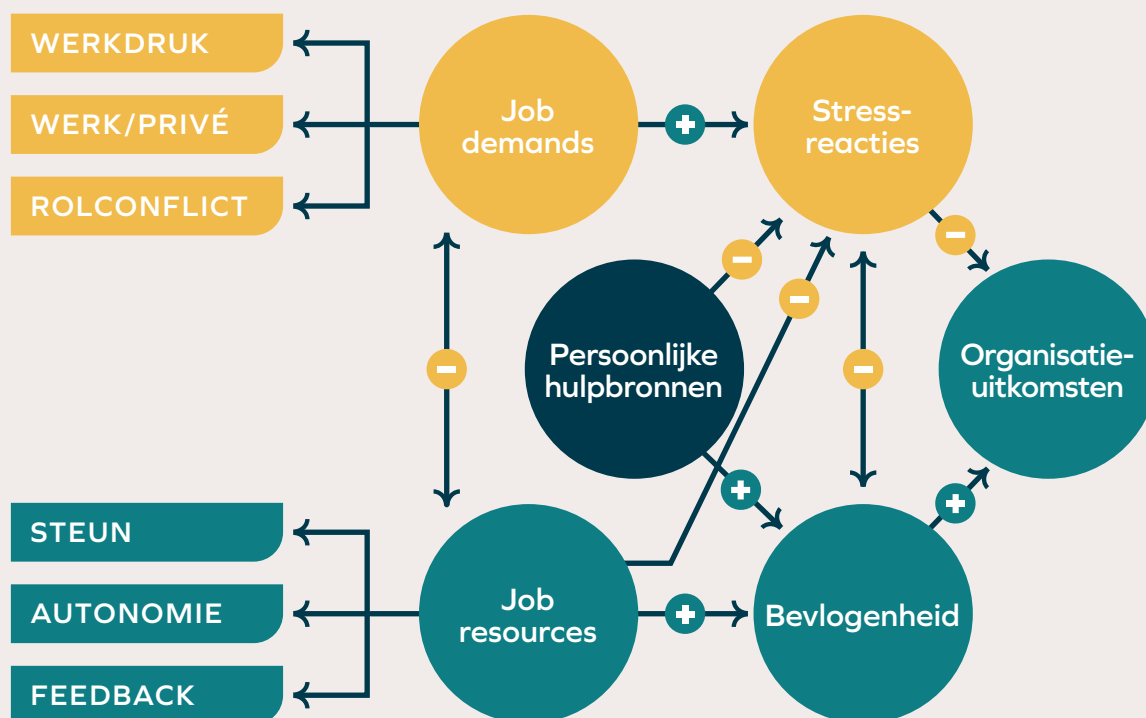 WERKDRUK
WERK/PRIVÉ
ROLCONFLICT
Job
demands
Stress-
reacties
Persoonlijke
hulpbronnen
Organisatie-
uitkomsten
STEUN
AUTONOMIE
FEEDBACK
Job
resources
Bevlogenheid